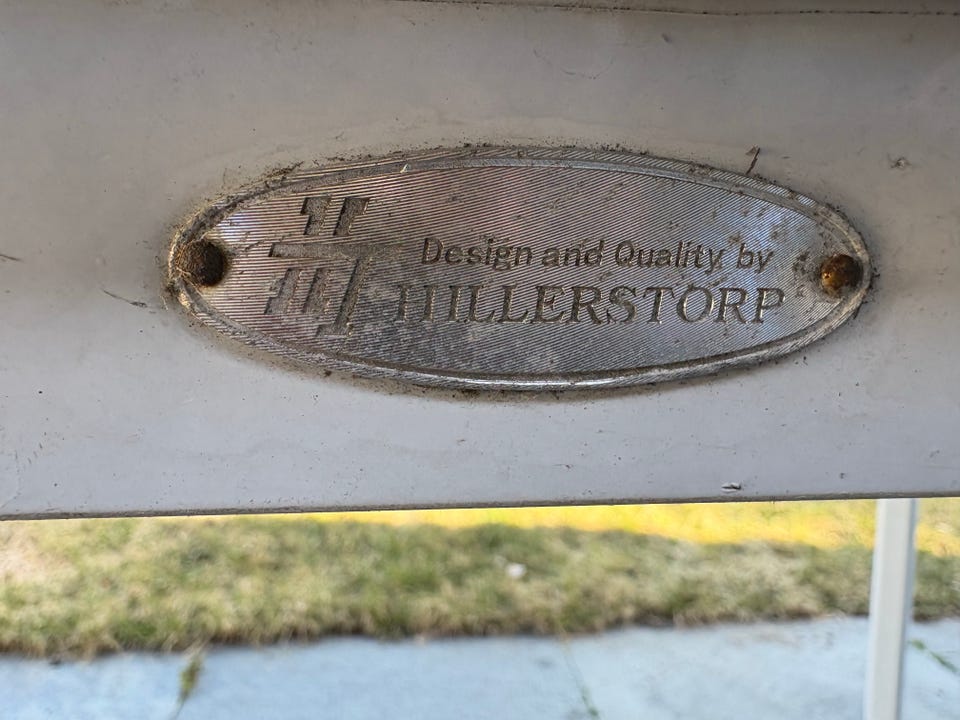 Design and Quality by
HILLERSTORP